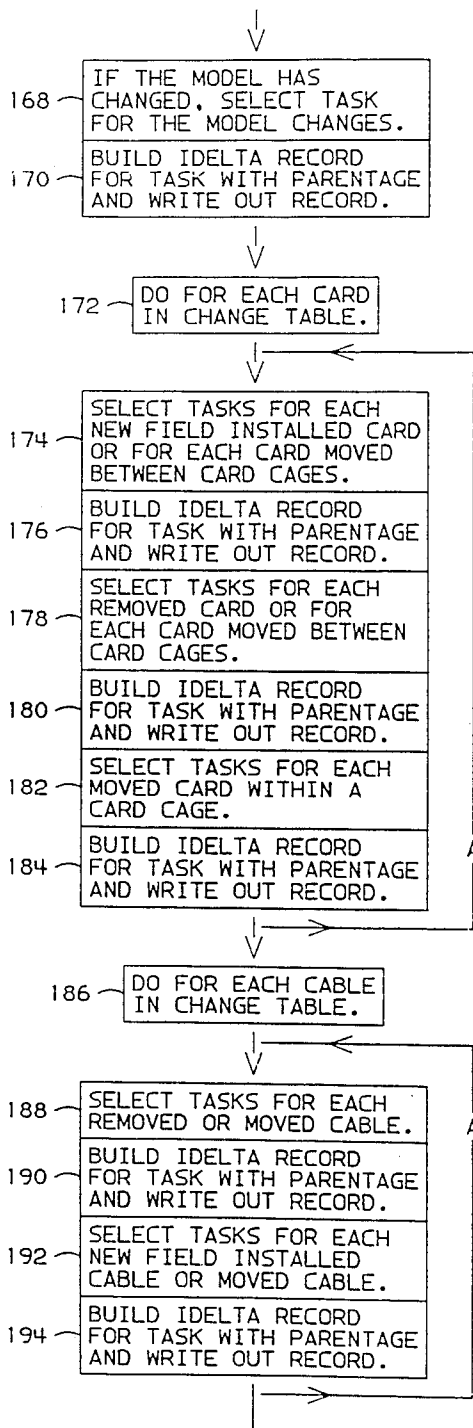 168
IF THE MODEL HAS
CHANGED, SELECT TASK
FOR THE MODEL CHANGES.
170
BUILD IDELTA RECORD
FOR TASK WITH PARENTAGE
AND WRITE OUT RECORD.
172
DO FOR EACH CARD
IN CHANGE TABLE.
174
SELECT TASKS FOR EACH
NEW FIELD INSTALLED CARD
OR FOR EACH CARD MOVED
BETWEEN CARD CAGES.
176
BUILD IDELTA RECORD
FOR TASK WITH PARENTAGE
AND WRITE OUT RECORD.
178
SELECT TASKS FOR EACH
REMOVED CARD OR FOR
EACH CARD MOVED BETWEEN
CARD CAGES.
180
BUILD IDELTA RECORD
FOR TASK WITH PARENTAGE
AND WRITE OUT RECORD.
182
SELECT TASKS FOR EACH
MOVED CARD WITHIN A
CARD CAGE.
184
BUILD IDELTA RECORD
FOR TASK WITH PARENTAGE
AND WRITE OUT RECORD.
186
DO FOR EACH CABLE
IN CHANGE TABLE.
188
SELECT TASKS FOR EACH
REMOVED OR MOVED CABLE.
190
BUILD IDELTA RECORD
FOR TASK WITH PARENTAGE
AND WRITE OUT RECORD.
192
SELECT TASKS FOR EACH
NEW FIELD INSTALLED
CABLE OR MOVED CABLE.
194
BUILD IDELTA RECORD
FOR TASK WITH PARENTAGE
AND WRITE OUT RECORD.